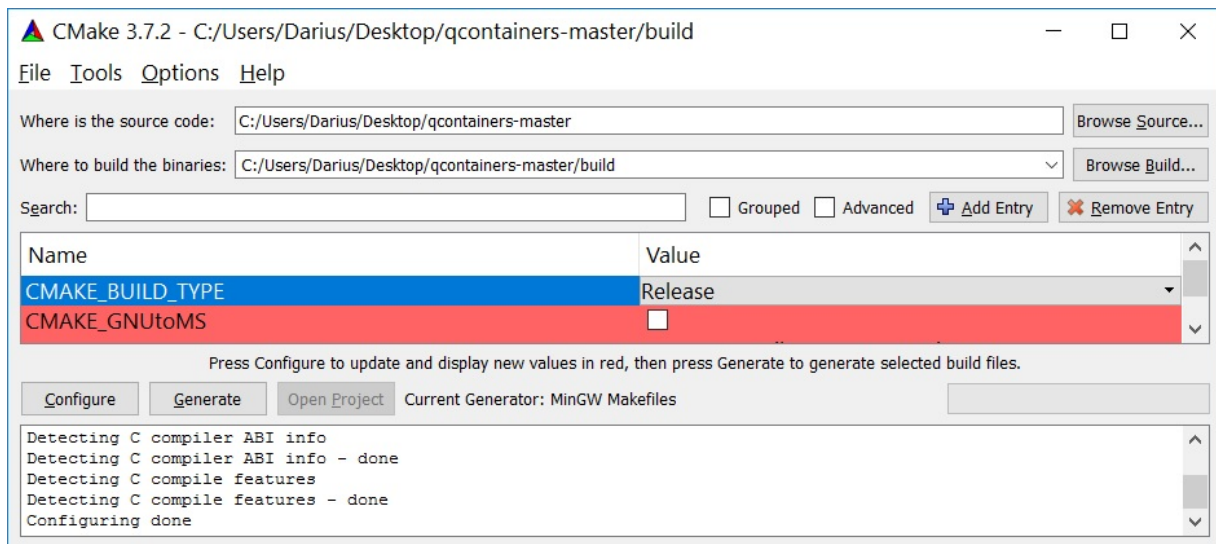 CMake 3.7.2 - C:/Users/Darius/Desktop/qcontainers-master/build
File Tools Options Help
Where is the source code: C:/Users/Darius/Desktop/qcontainers-master Browse Source...
Where to build the binaries: C:/Users/Darius/Desktop/qcontainers-master/build Browse Build...
Search: Grouped Advanced Add Entry Remove Entry
Name Value
CMAKE_BUILD_TYPE Release
CMAKE_GNUtoMS
Press Configure to update and display new values in red, then press Generate to generate selected build files.
Configure Generate Open Project Current Generator: MinGW Makefiles
Detecting C compiler ABI info
Detecting C compiler ABI info - done
Detecting C compile features
Detecting C compile features - done
Configuring done